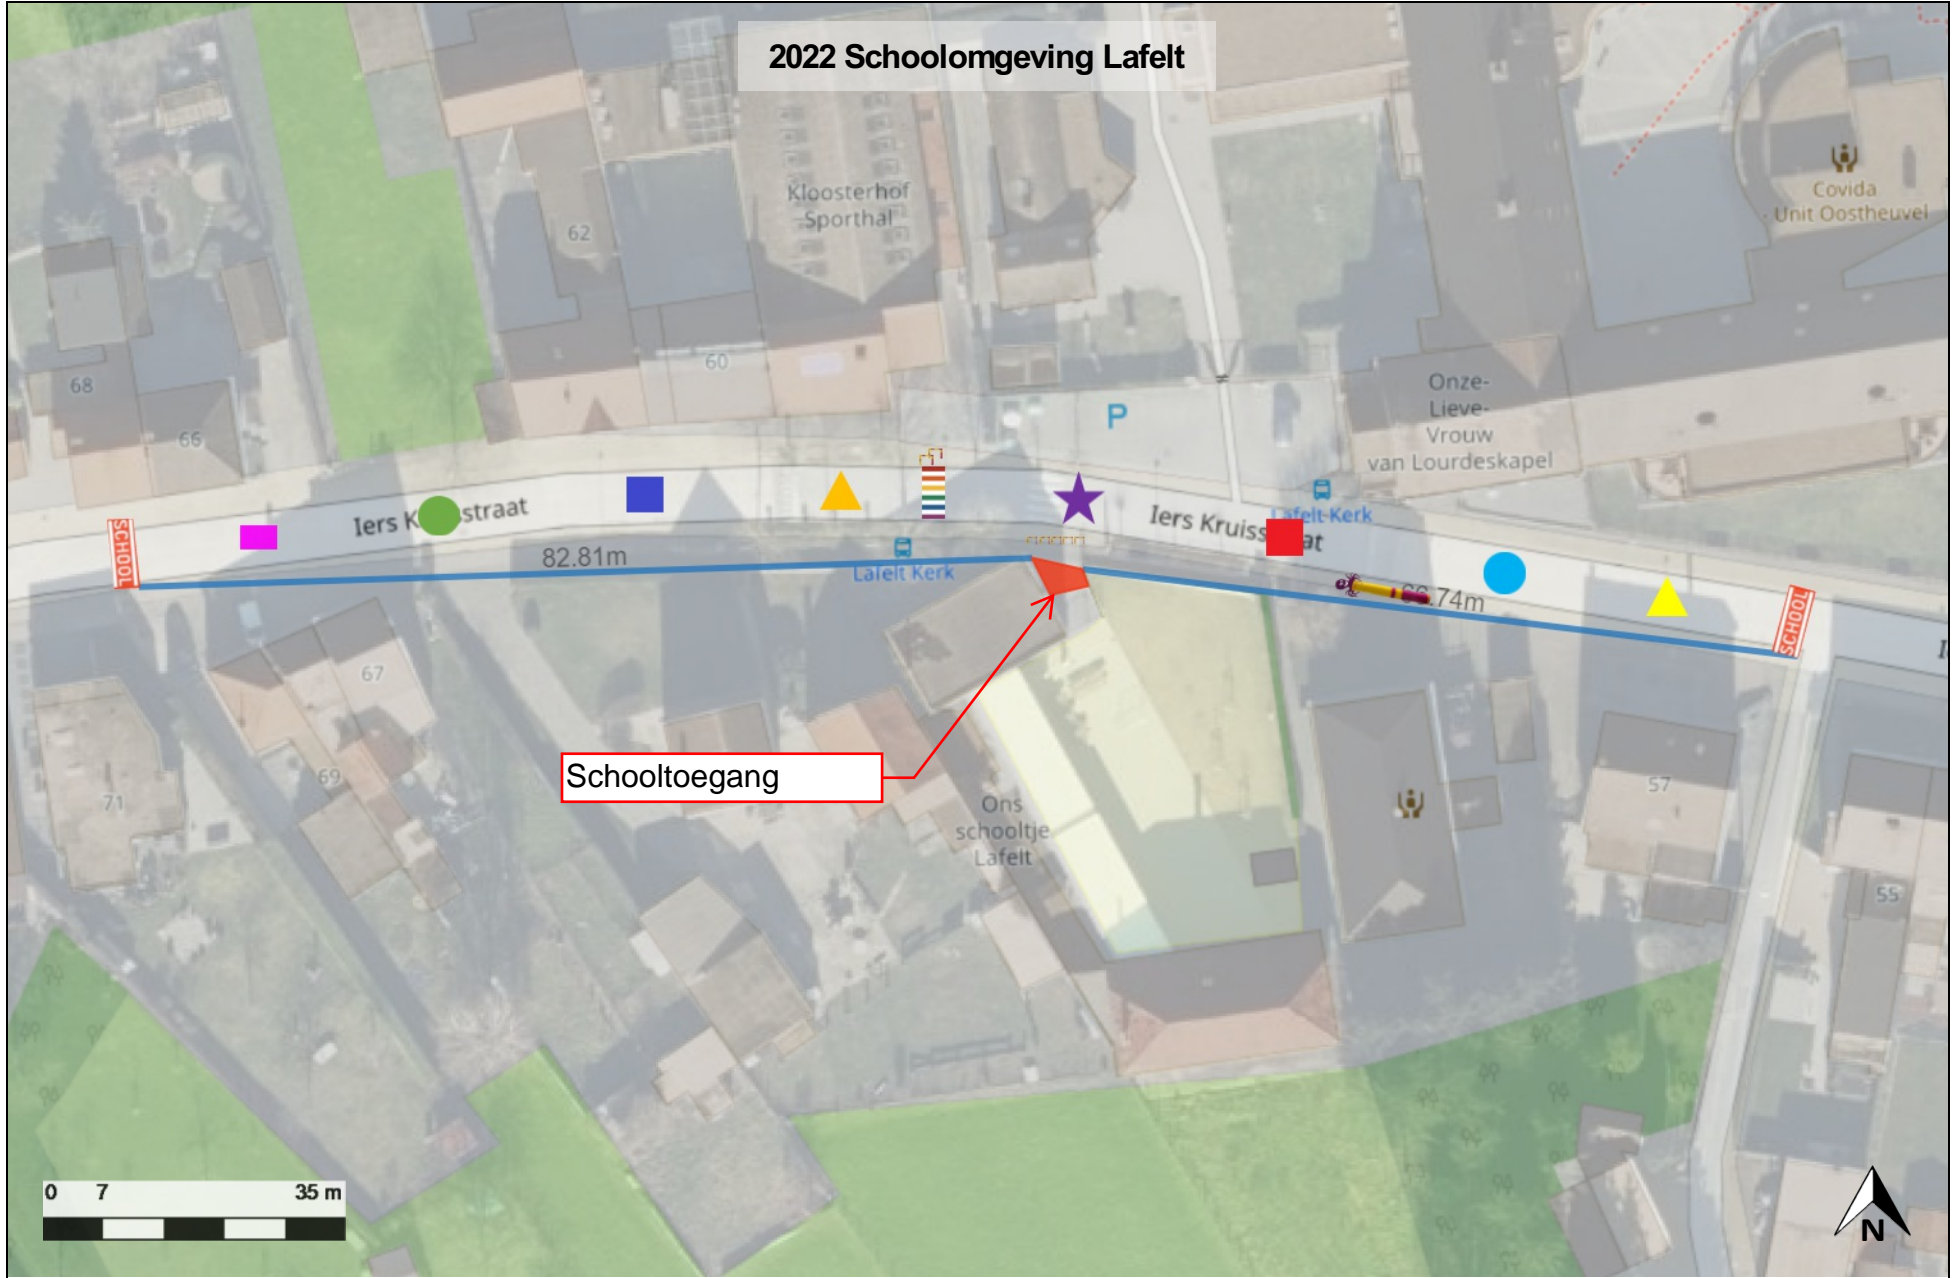 2022 Schoolomgeving Lafelt
Kloosterhof
Sporthal
Covida
Unit Oostheuvel
62
60
68
66
P
Onze-
Lieve-
Vrouw
van Lourdeskapel
SCHOOL
Iers K
straat
82.81m
Lafelt Kerk
Iers Kruiss
at
Lafelt Kerk
.74m
SCHOOL
67
69
71
Schooltoegang
Ons
schooltje
Lafelt
57
55
0 7 35 m
N